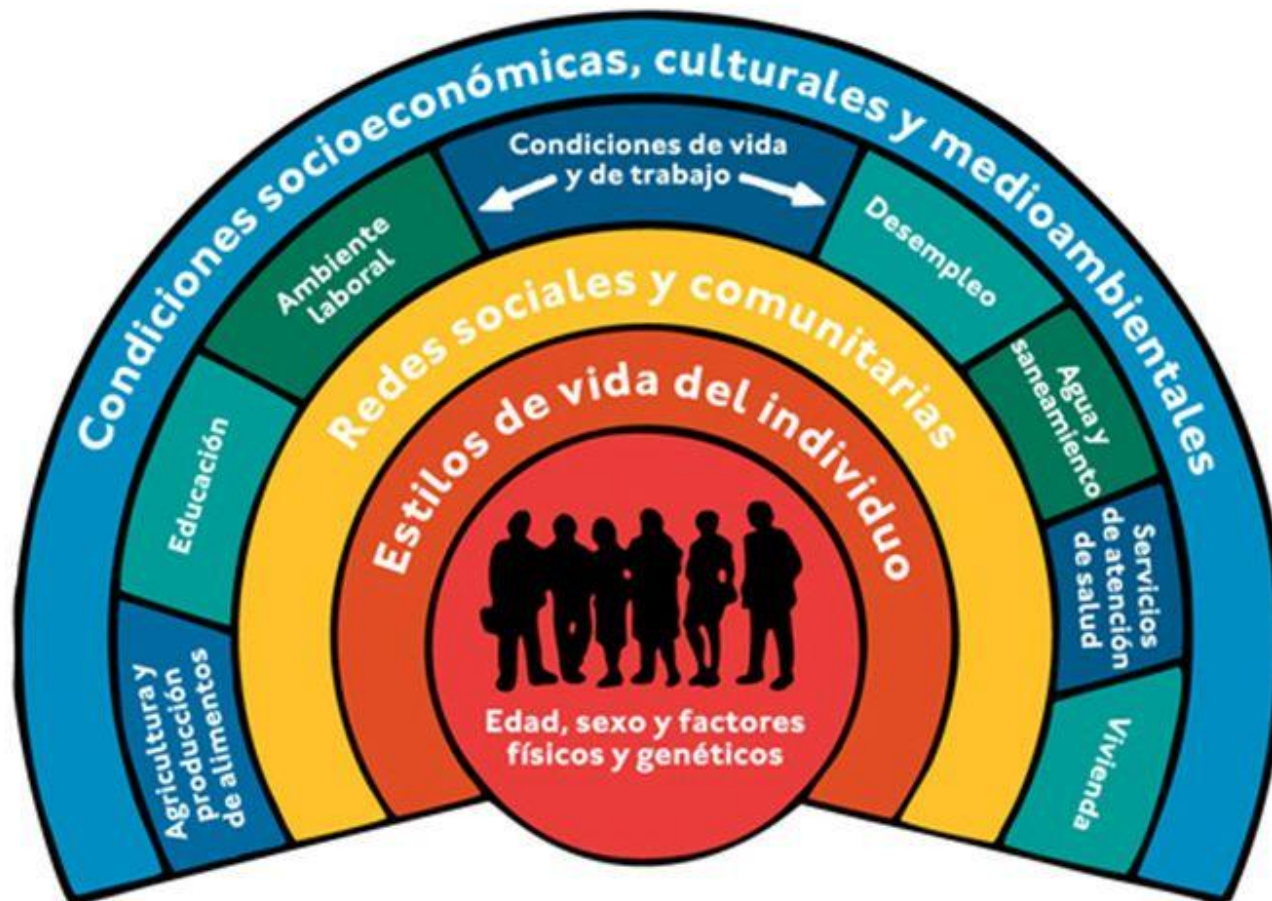 Condiciones socioeconómicas, culturales y medioambientales
Condiciones de vida
y de trabajo
Agricultura y
producción
de alimentos
Educación
Ambiente
laboral
Desempleo
Agua y
saneamiento
Servicios
de atención
de salud
Vivienda
Redes sociales y comunitarias
Estilos de vida del individuo
Edad, sexo y factores
físicos y genéticos